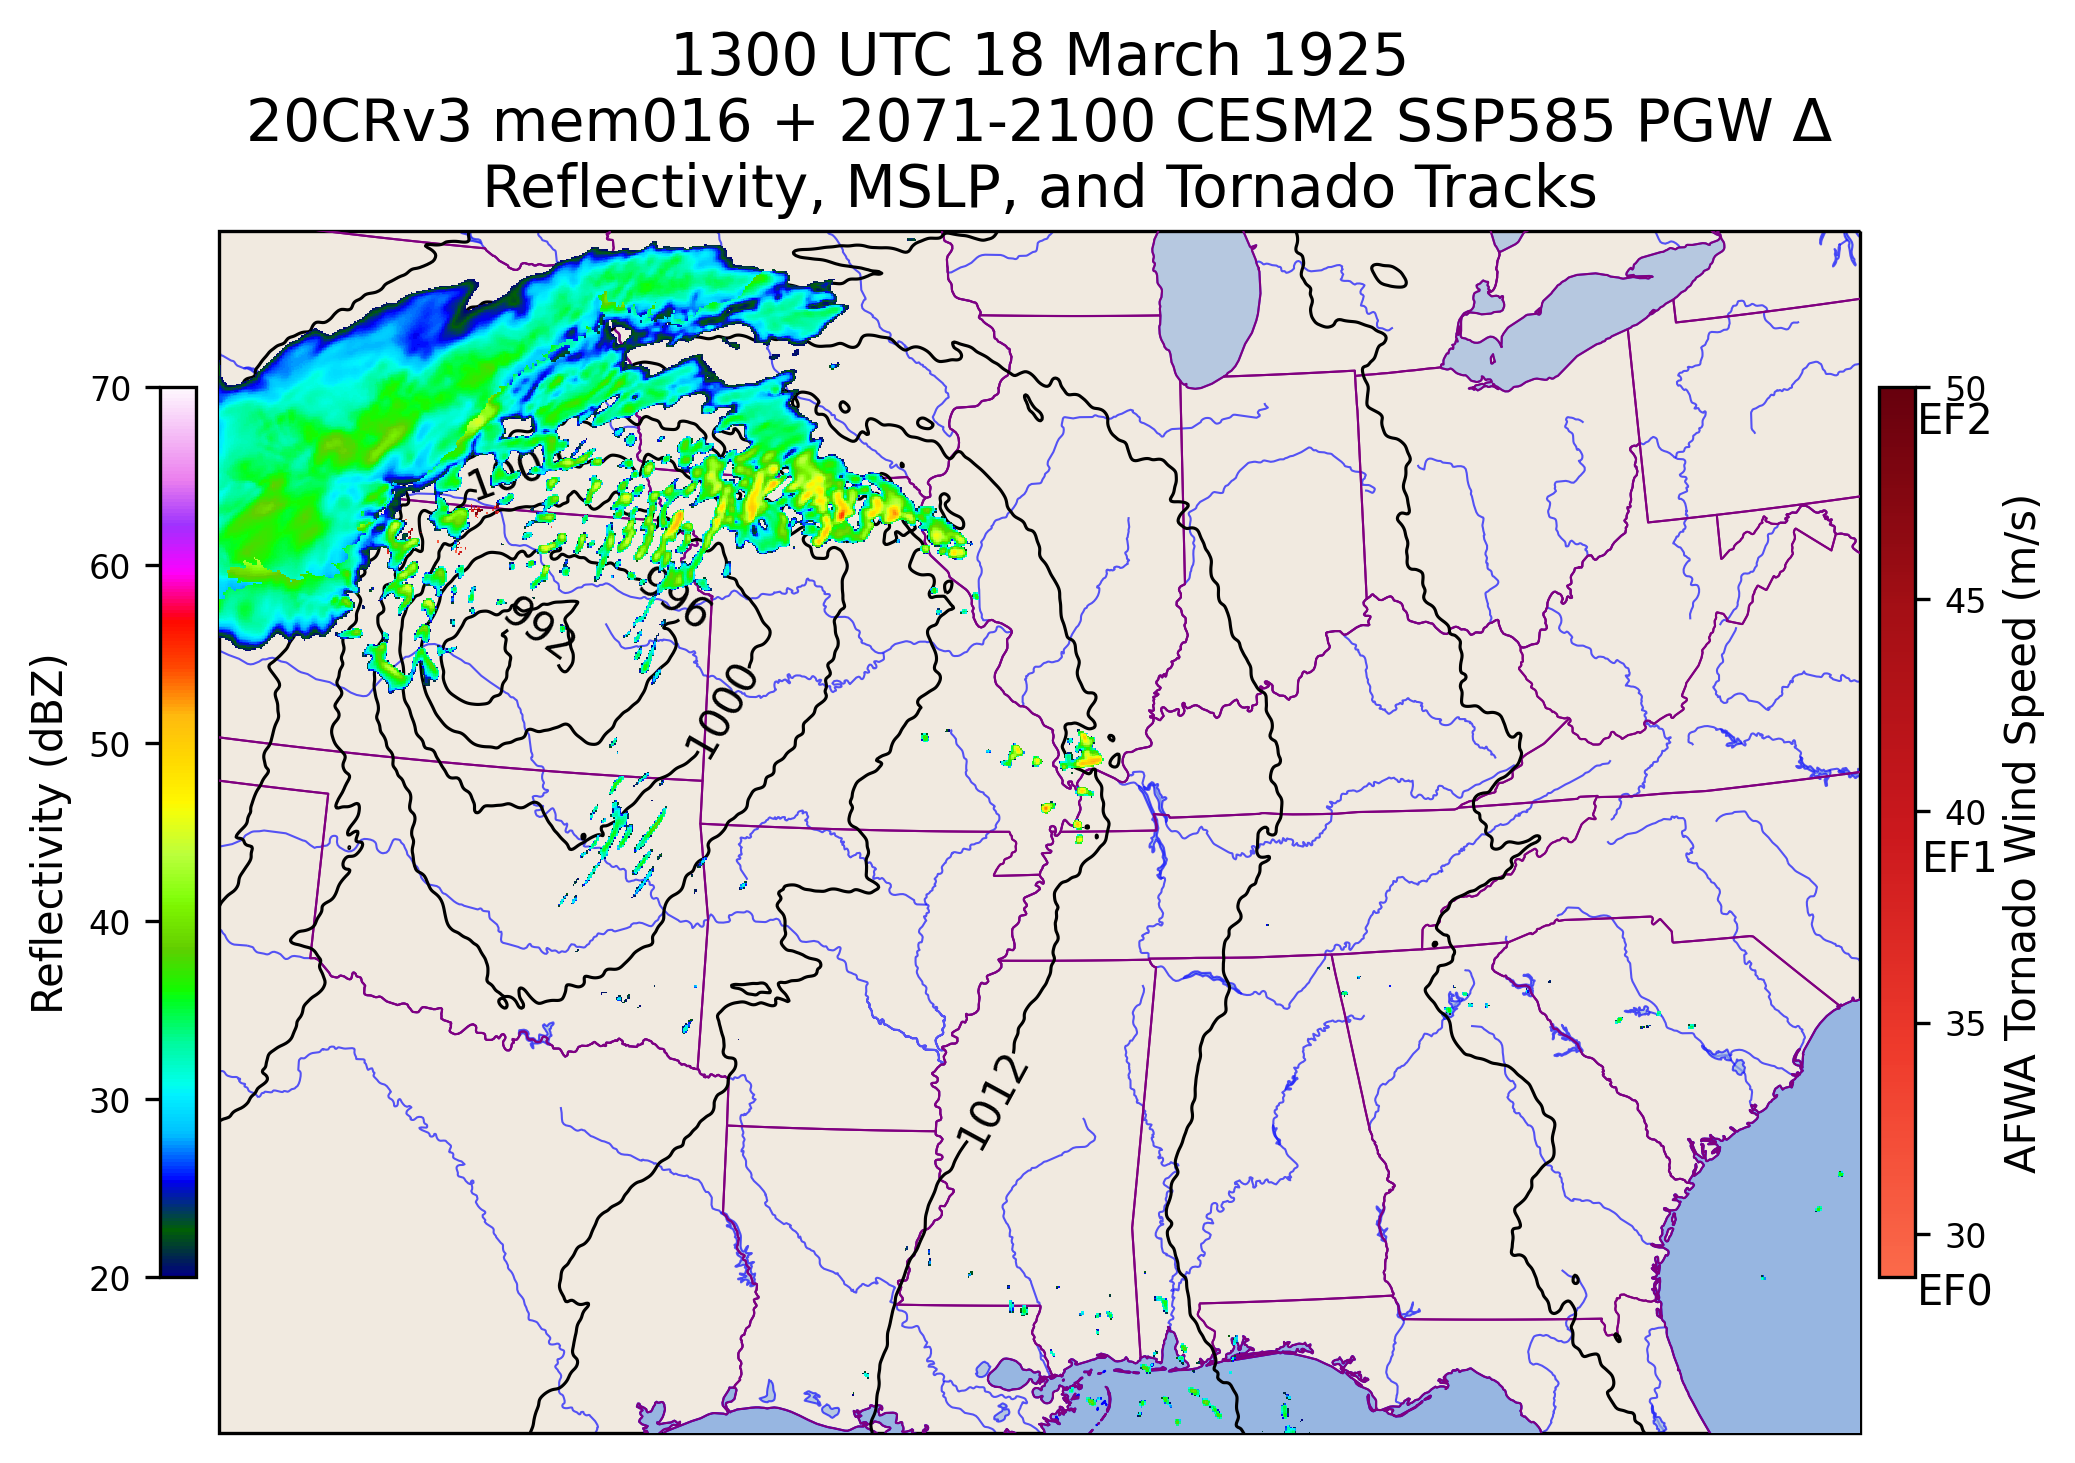 1300 UTC 18 March 1925
20CRv3 mem016 + 2071-2100 CESM2 SSP585 PGW Δ
Reflectivity, MSLP, and Tornado Tracks
70
60
50
40
30
20
Reflectivity (dBZ)
100
992
996
1000
1012
50
EF2
45
40
EF1
35
30
EF0
AFWA Tornado Wind Speed (m/s)